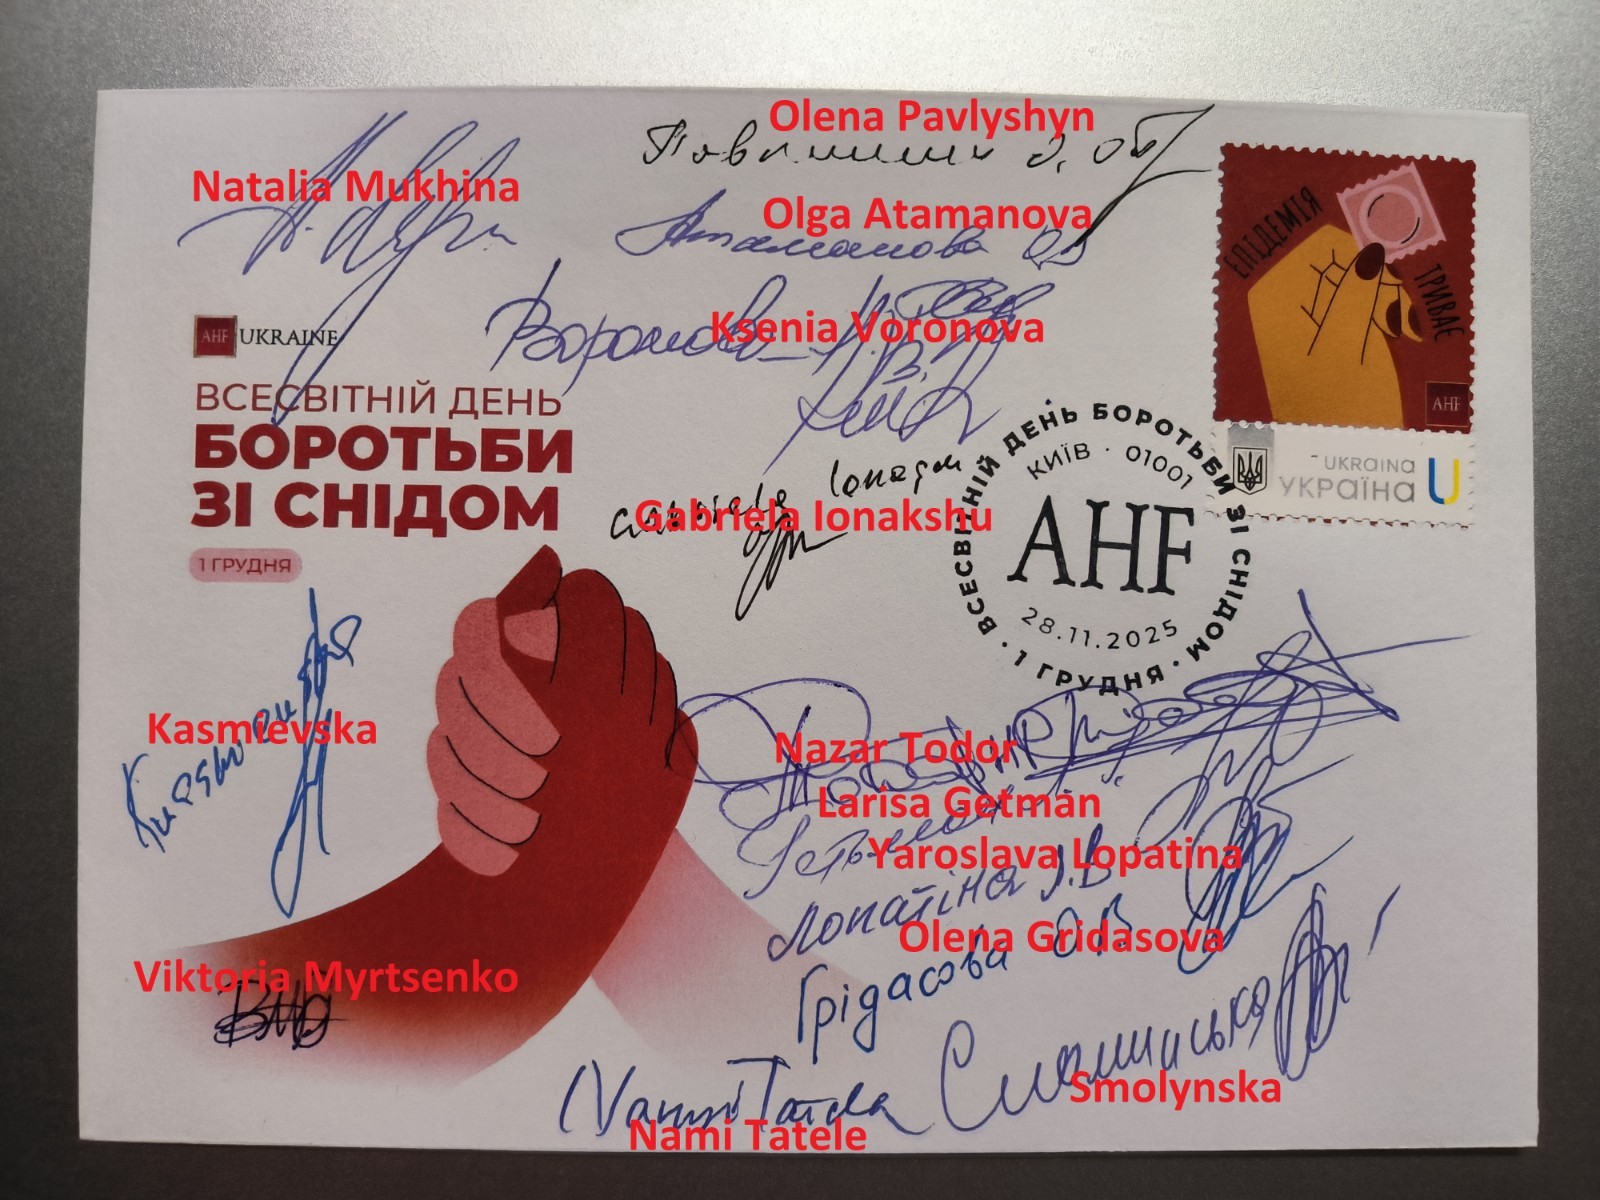 Olena Pavlyshyn
Natalia Mukhina
Olga Atamanova
Атаманова
Ksenia Voronova
Воронова
AHF UKRAINE
ВСЕСВІТНІЙ ДЕНЬ
БОРОТЬБИ
ЗІ СНІДОМ
1 ГРУДНЯ
ЕПІДЕМІЯ
ТРИВАЄ
AHF
UKRAINA
УКРАЇНА
ВСЕСВІТНІЙ ДЕНЬ БОРОТЬБИ ЗІ СНІДОМ · 1 ГРУДНЯ ·
КИЇВ · 01001
AHF
28.11.2025
Gabriela Ionakshu
Kasmievska
Nazar Todor
Larisa Getman
Yaroslava Lopatina
Лопатіна Я.В
Olena Gridasova
Грідасова О В
Viktoria Myrtsenko
Smolynska
Nami Tatele